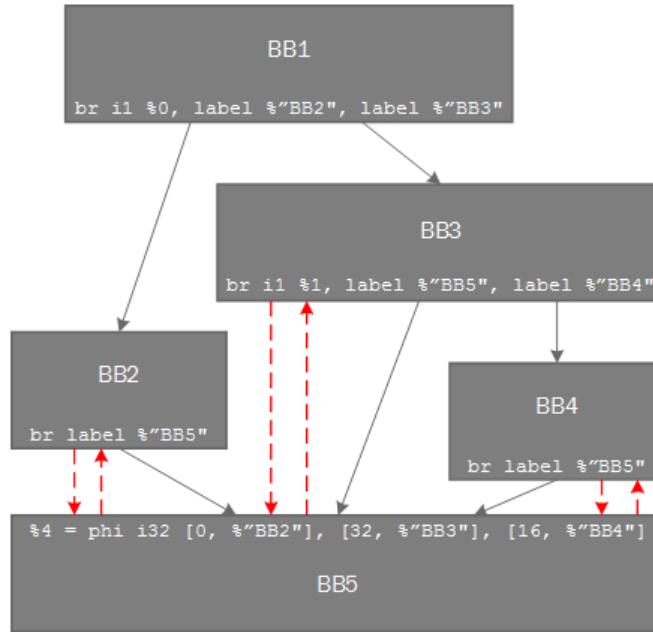 BB1
br i1 %0, label %”BB2", label %”BB3"
BB3
br i1 %1, label %”BB5", label %”BB4"
BB2
br label %”BB5"
BB4
br label %”BB5"
%4 = phi i32 [0, %”BB2"], [32, %”BB3"], [16, %”BB4"]
BB5